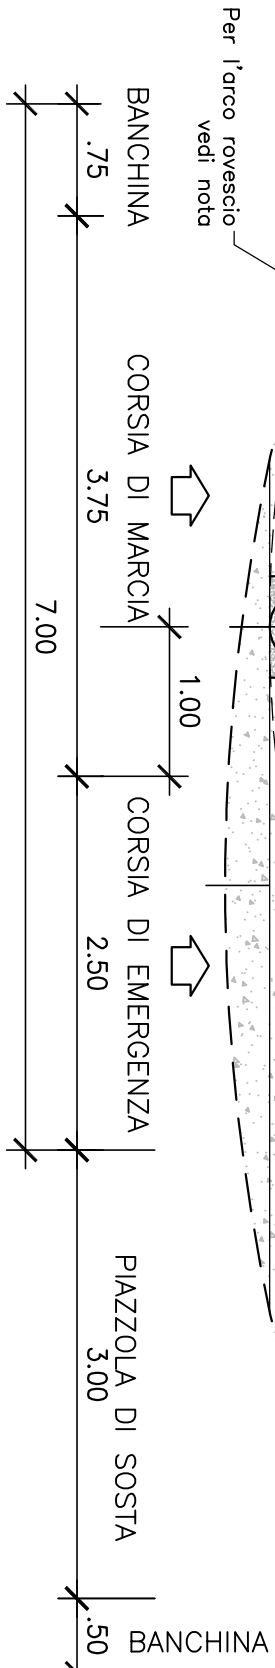 Per l'arco rovescio
vedi nota
BANCHINA
.75
CORSIA DI MARCIA
3.75
1.00
7.00
CORSIA DI EMERGENZA
2.50
PIAZZOLA DI SOSTA
3.00
BANCHINA
.50